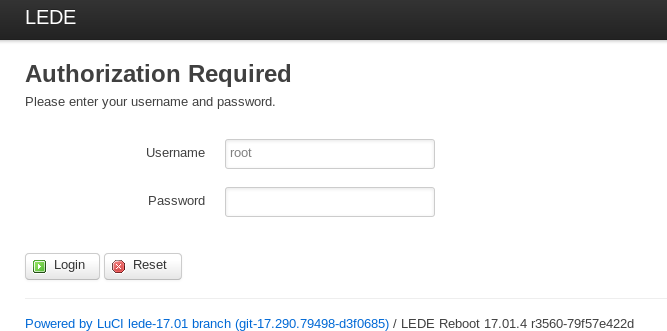 LEDE
Authorization Required
Please enter your username and password.
Username root
Password
Login Reset
Powered by LuCI lede-17.01 branch (git-17.290.79498-d3f0685) / LEDE Reboot 17.01.4 r3560-79f57e422d